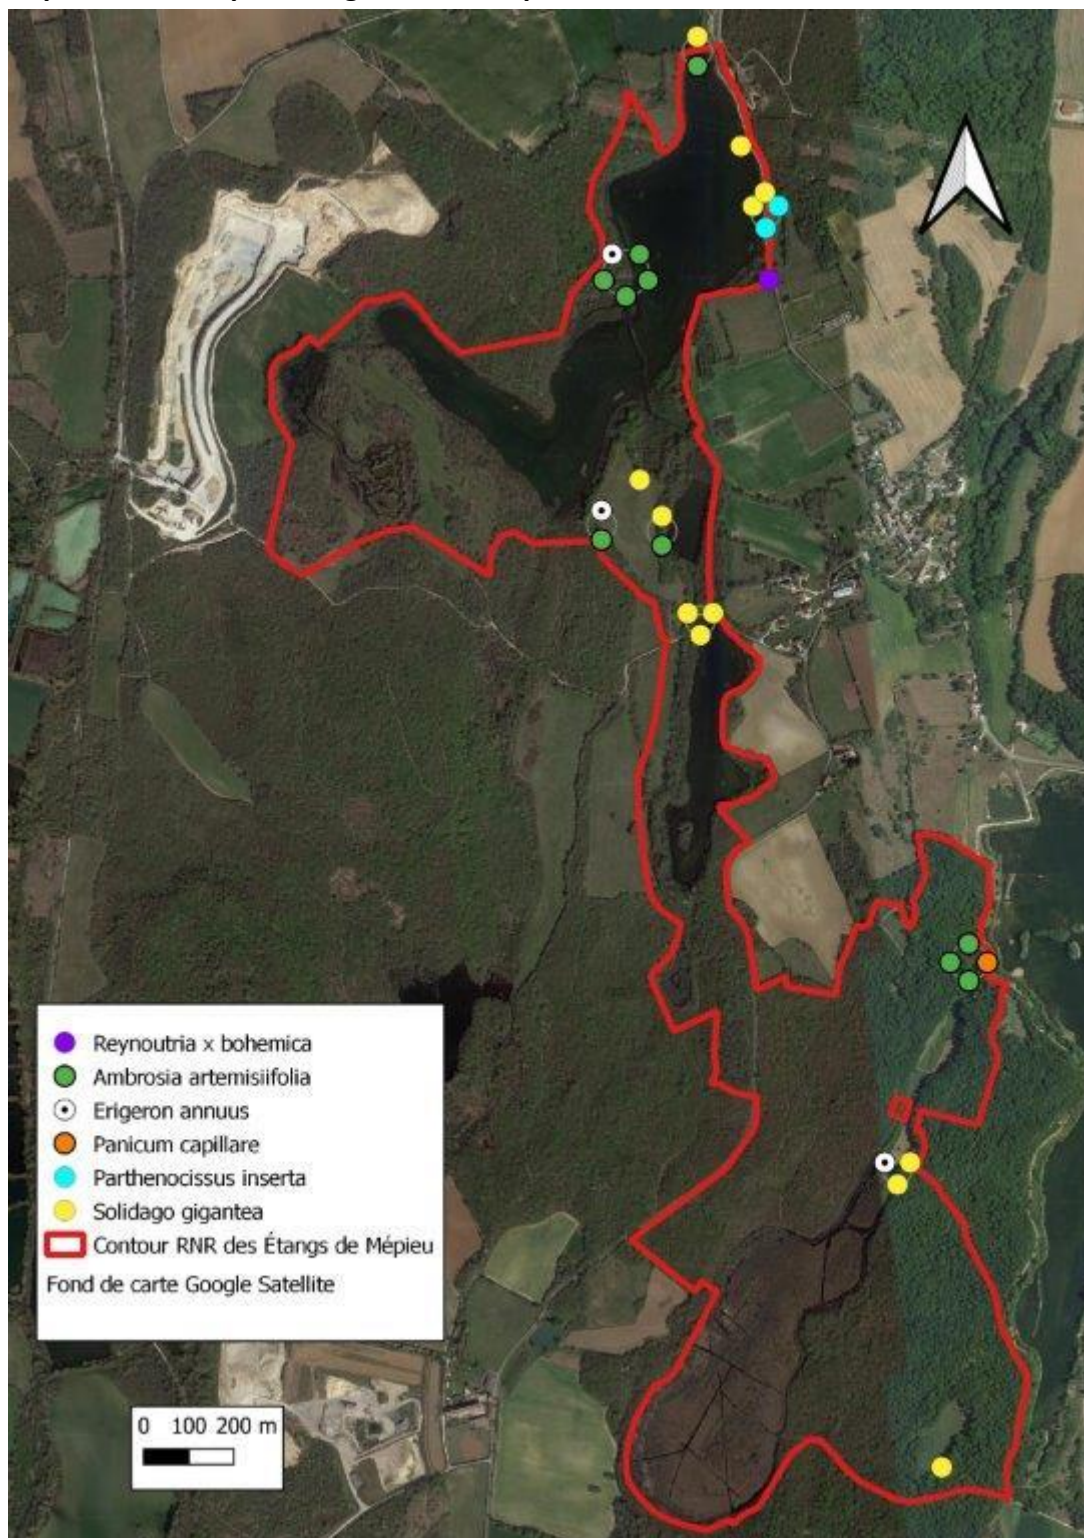 Reynoutria x bohemica
Ambrosia artemisiifolia
Erigeron annuus
Panicum capillare
Parthenocissus inserta
Solidago gigantea
Contour RNR des Étangs de Mépieu
Fond de carte Google Satellite
0 100 200 m